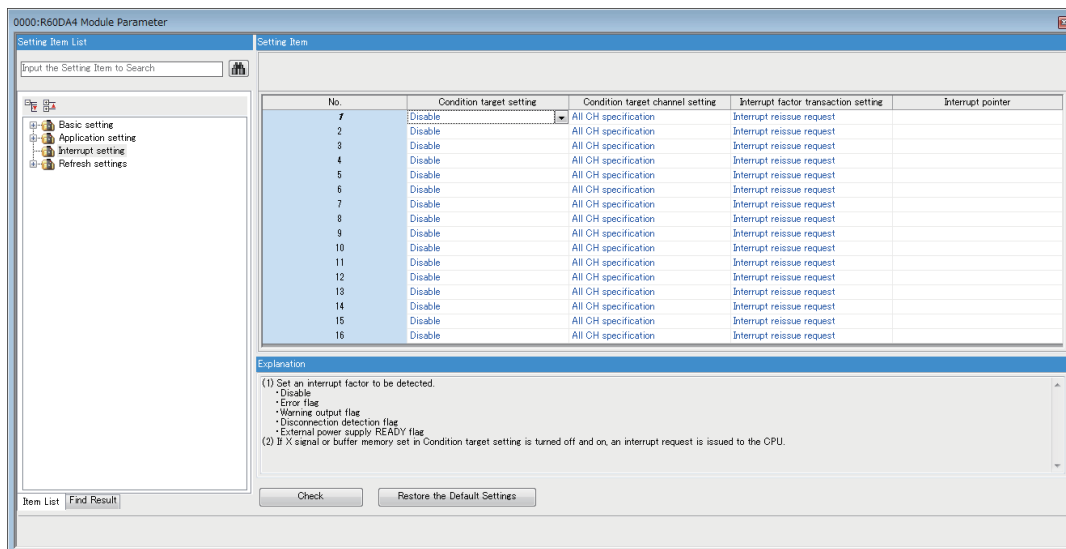 0000:R60DA4 Module Parameter
Setting Item List
Input the Setting Item to Search
Basic setting
Application setting
Interrupt setting
Refresh settings
Item List Find Result
Setting Item
No. Condition target setting Condition target channel setting Interrupt factor transaction setting Interrupt pointer
1 Disable All CH specification Interrupt reissue request
2 Disable All CH specification Interrupt reissue request
3 Disable All CH specification Interrupt reissue request
4 Disable All CH specification Interrupt reissue request
5 Disable All CH specification Interrupt reissue request
6 Disable All CH specification Interrupt reissue request
7 Disable All CH specification Interrupt reissue request
8 Disable All CH specification Interrupt reissue request
9 Disable All CH specification Interrupt reissue request
10 Disable All CH specification Interrupt reissue request
11 Disable All CH specification Interrupt reissue request
12 Disable All CH specification Interrupt reissue request
13 Disable All CH specification Interrupt reissue request
14 Disable All CH specification Interrupt reissue request
15 Disable All CH specification Interrupt reissue request
16 Disable All CH specification Interrupt reissue request
Explanation
(1) Set an interrupt factor to be detected.
・Disable
・Error flag
・Warning output flag
・Disconnection detection flag
・External power supply READY flag
(2) If X signal or buffer memory set in Condition target setting is turned off and on, an interrupt request is issued to the CPU.
Check Restore the Default Settings